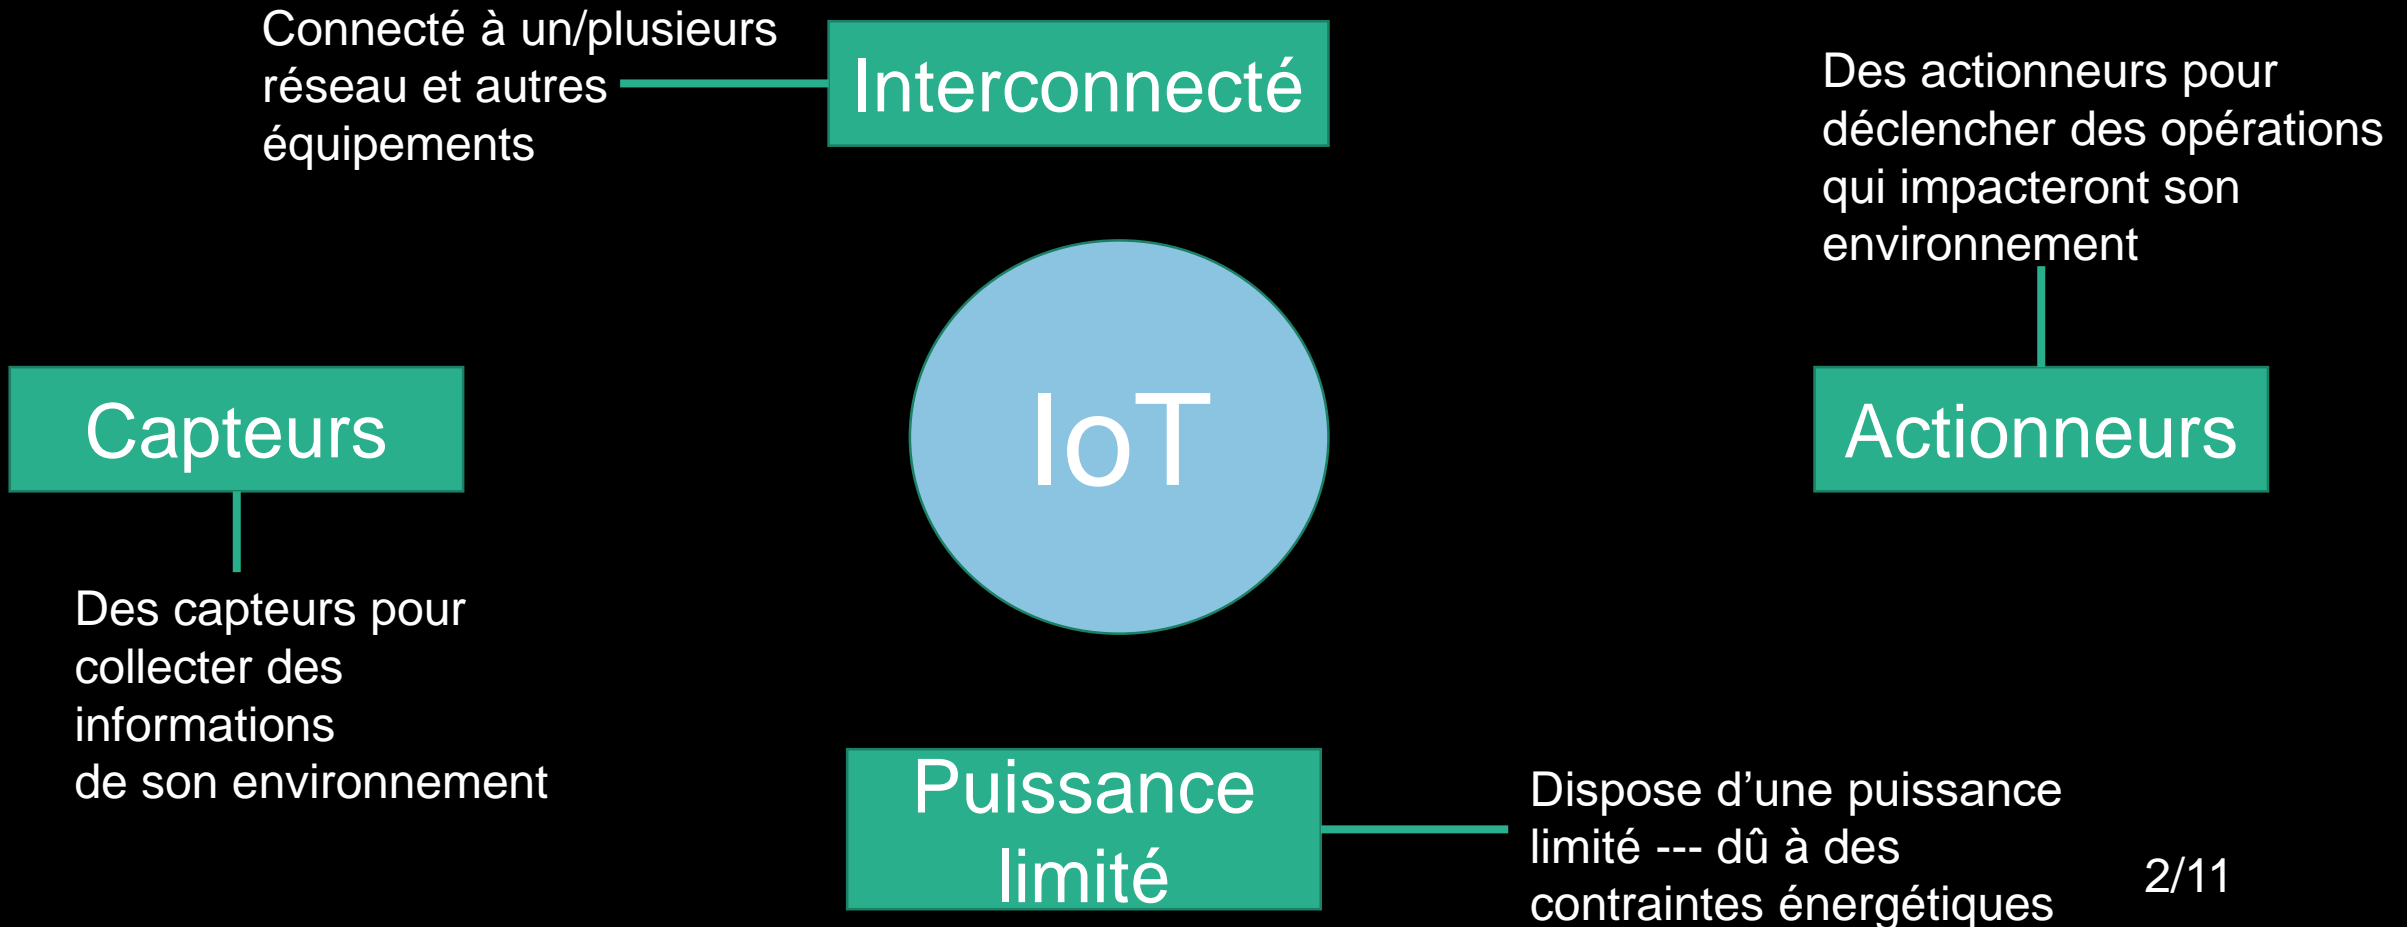 Connecté à un/plusieurs
réseau et autres
équipements
Interconnecté
Des actionneurs pour
déclencher des opérations
qui impacteront son
environnement
Capteurs
IoT
Actionneurs
Des capteurs pour
collecter des
informations
de son environnement
Puissance
limité
Dispose d’une puissance
limité --- dû à des
contraintes énergétiques
2/11